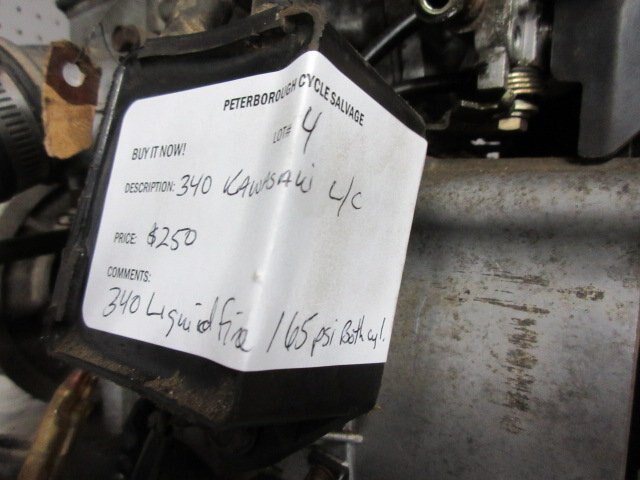 PETERBOROUGH CYCLE SALVAGE
LOT# 4
BUY IT NOW!
DESCRIPTION: 340 KAWASAKI L/C
PRICE: $250
COMMENTS:
340 Liquid Fire 165 psi Both cyl.